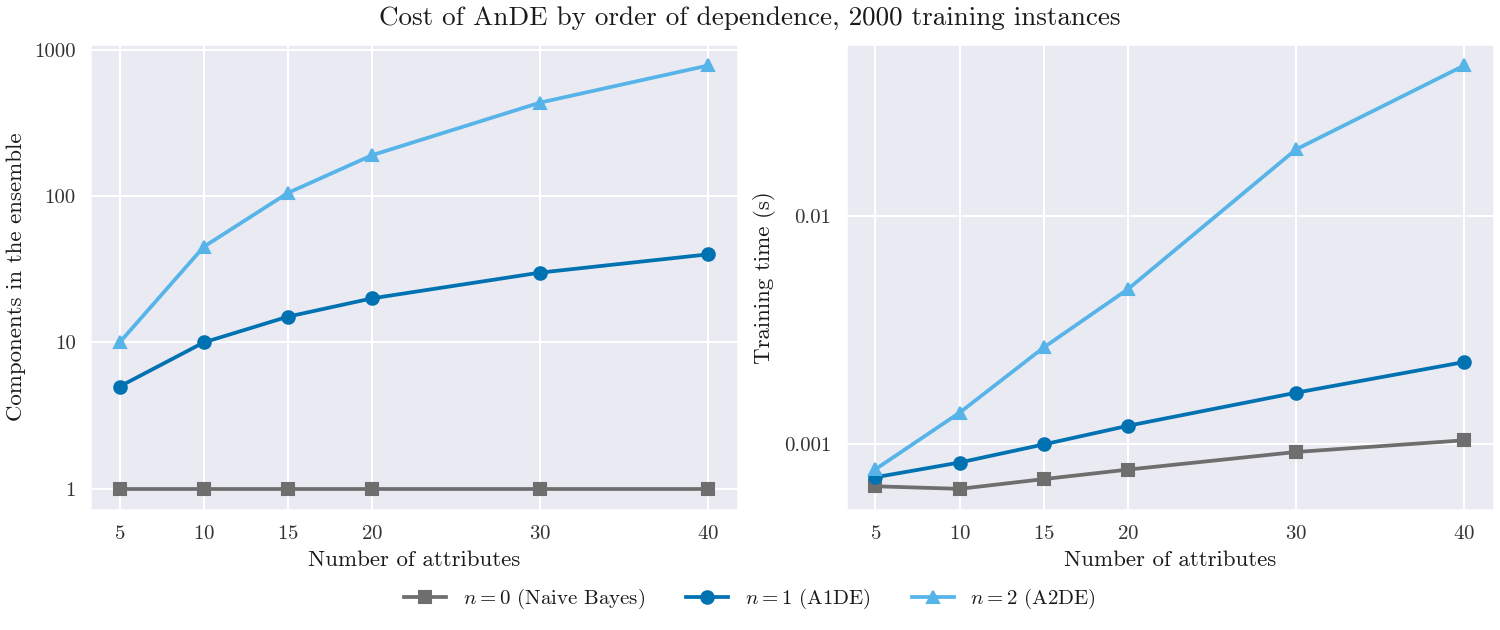 Cost of AnDE by order of dependence, 2000 training instances
Components in the ensemble
1000
100
10
1
5 10 15 20 30 40
Number of attributes
Training time (s)
0.01
0.001
5 10 15 20 30 40
Number of attributes
n = 0 (Naive Bayes) n = 1 (A1DE) n = 2 (A2DE)